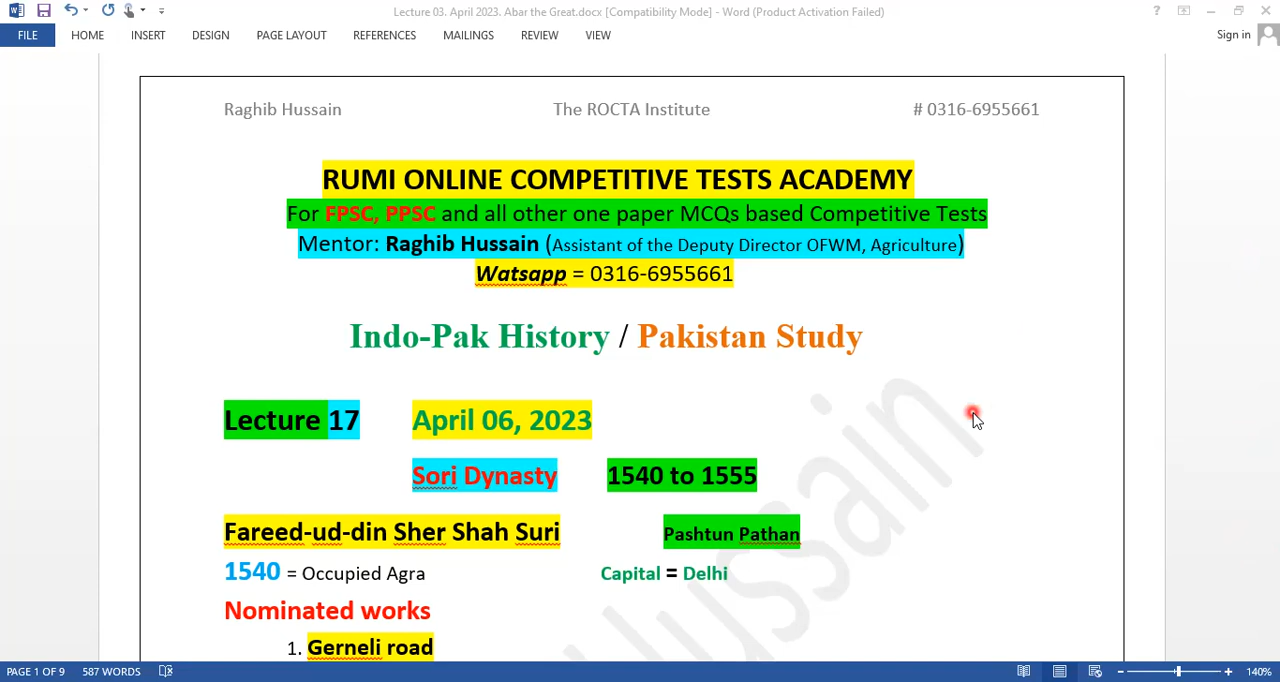 Lecture 03. April 2023. Abar the Great.docx [Compatibility Mode] - Word (Product Activation Failed)
FILE HOME INSERT DESIGN PAGE LAYOUT REFERENCES MAILINGS REVIEW VIEW Sign in
Raghib Hussain The ROCTA Institute # 0316-6955661
RUMI ONLINE COMPETITIVE TESTS ACADEMY
For FPSC, PPSC and all other one paper MCQs based Competitive Tests
Mentor: Raghib Hussain (Assistant of the Deputy Director OFWM, Agriculture)
Watsapp = 0316-6955661
Indo-Pak History / Pakistan Study
Lecture 17 April 06, 2023
Sori Dynasty 1540 to 1555
Fareed-ud-din Sher Shah Suri Pashtun Pathan
1540 = Occupied Agra Capital = Delhi
Nominated works
1. Gerneli road
Hussain
PAGE 1 OF 9 587 WORDS 140%